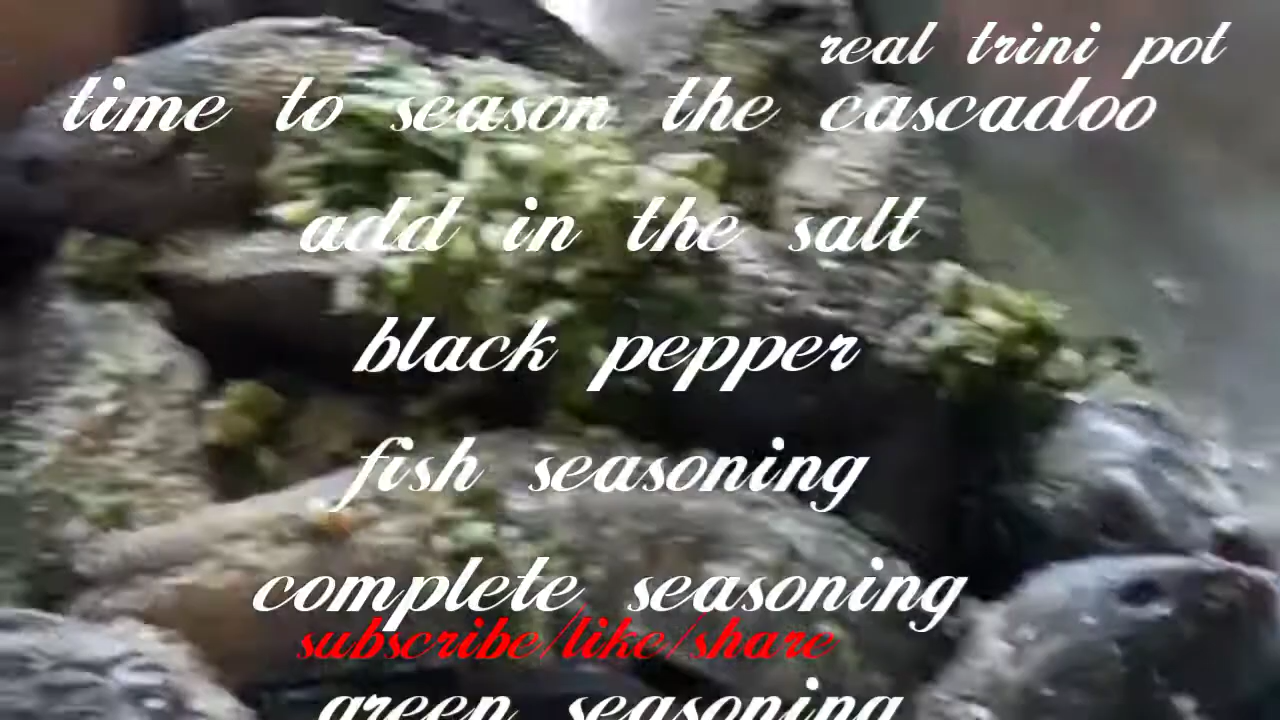 real trini pot
time to season the cascadoo
add in the salt
black pepper
fish seasoning
complete seasoning
subscribe/like/share
green seasoning